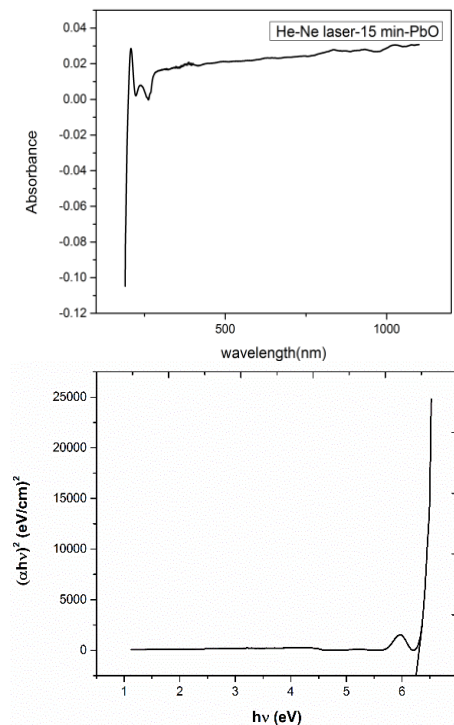 He-Ne laser-15 min-PbO
0.04
0.02
0.00
-0.02
-0.04
-0.06
-0.08
-0.10
-0.12
Absorbance
500
1000
wavelength(nm)
25000
20000
15000
10000
5000
0
(αhν)² (eV/cm)²
1 2 3 4 5 6
hν (eV)